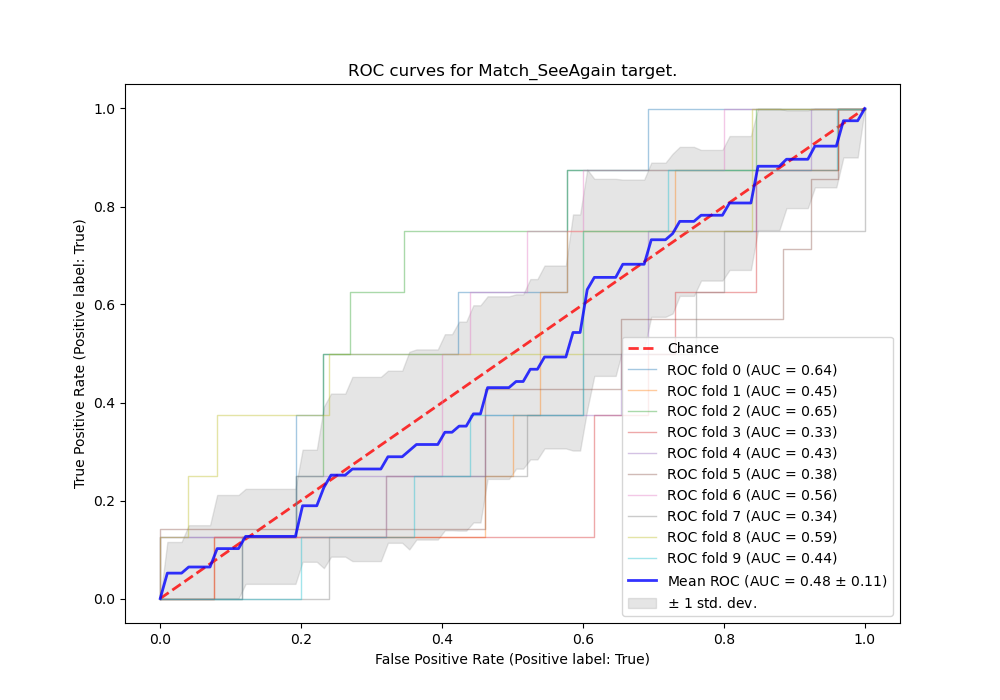 ROC curves for Match_SeeAgain target.
True Positive Rate (Positive label: True)
1.0
0.8
0.6
0.4
0.2
0.0
Chance
ROC fold 0 (AUC = 0.64)
ROC fold 1 (AUC = 0.45)
ROC fold 2 (AUC = 0.65)
ROC fold 3 (AUC = 0.33)
ROC fold 4 (AUC = 0.43)
ROC fold 5 (AUC = 0.38)
ROC fold 6 (AUC = 0.56)
ROC fold 7 (AUC = 0.34)
ROC fold 8 (AUC = 0.59)
ROC fold 9 (AUC = 0.44)
Mean ROC (AUC = 0.48 ± 0.11)
± 1 std. dev.
0.0 0.2 0.4 0.6 0.8 1.0
False Positive Rate (Positive label: True)